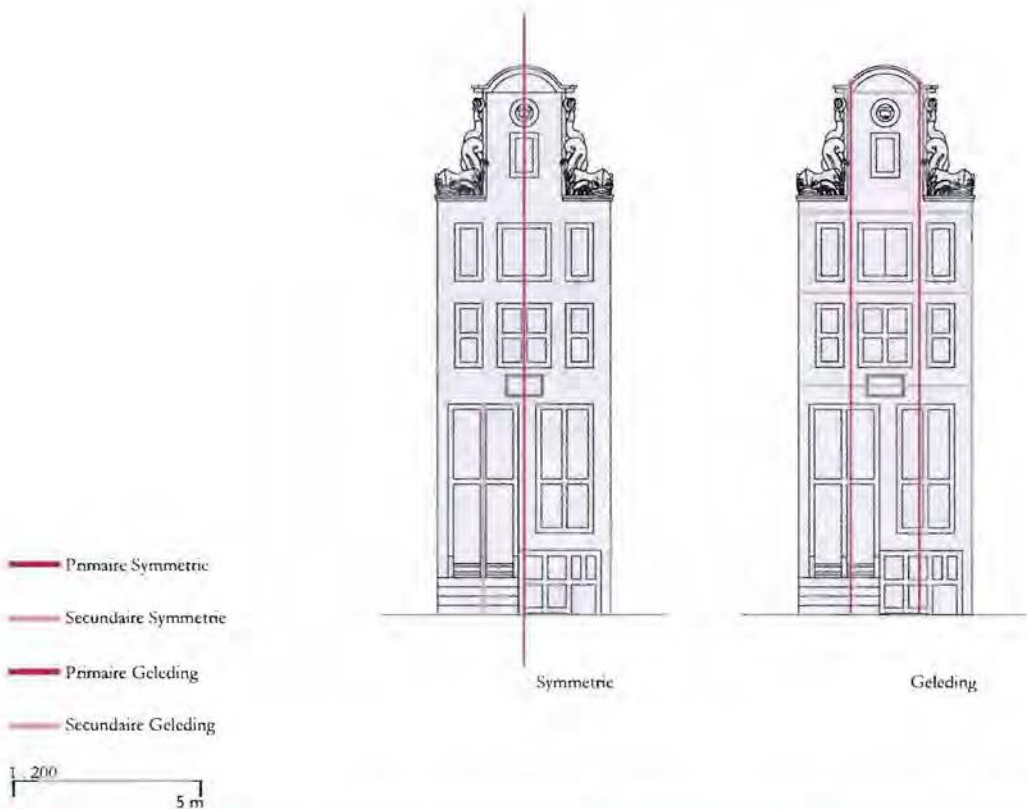 Primaire Symmetrie
Secundaire Symmetrie
Primaire Geleding
Secundaire Geleding
1 : 200
5 m
Symmetrie
Geleding